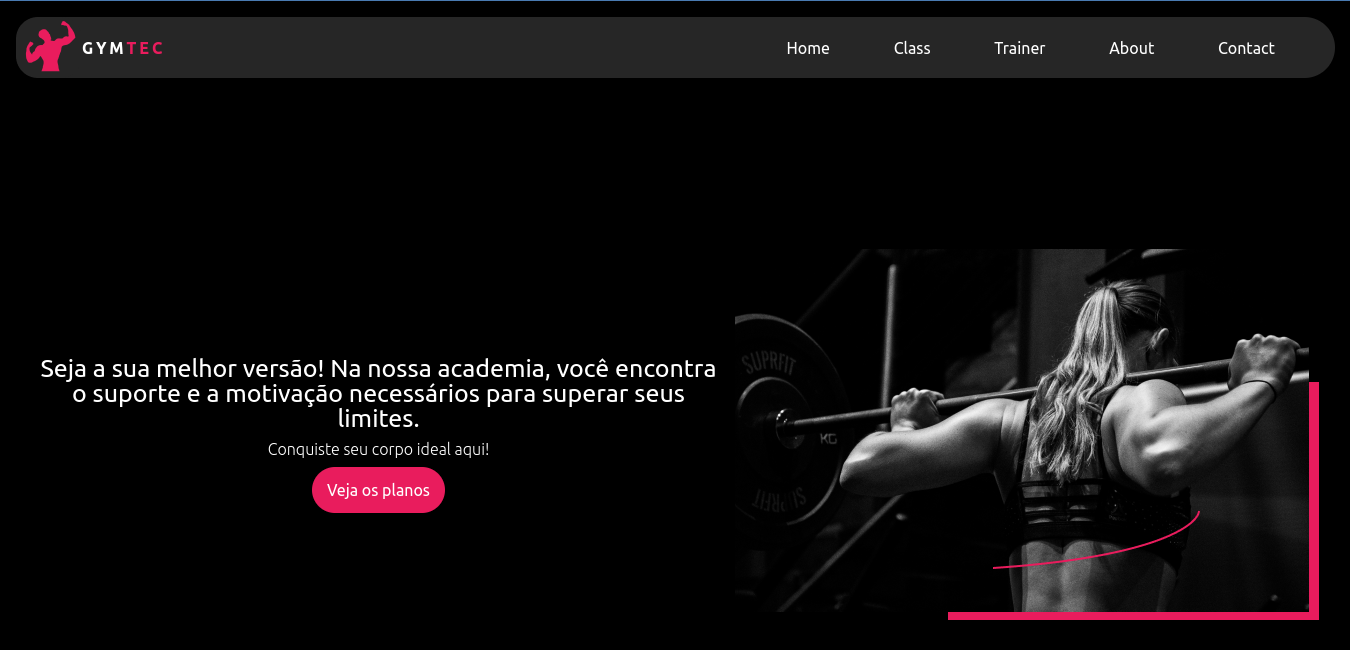 GYMTEC
Home Class Trainer About Contact
Seja a sua melhor versão! Na nossa academia, você encontra
o suporte e a motivação necessários para superar seus
limites.
Conquiste seu corpo ideal aqui!
Veja os planos
SUPRFIT
KG
SUPRFIT